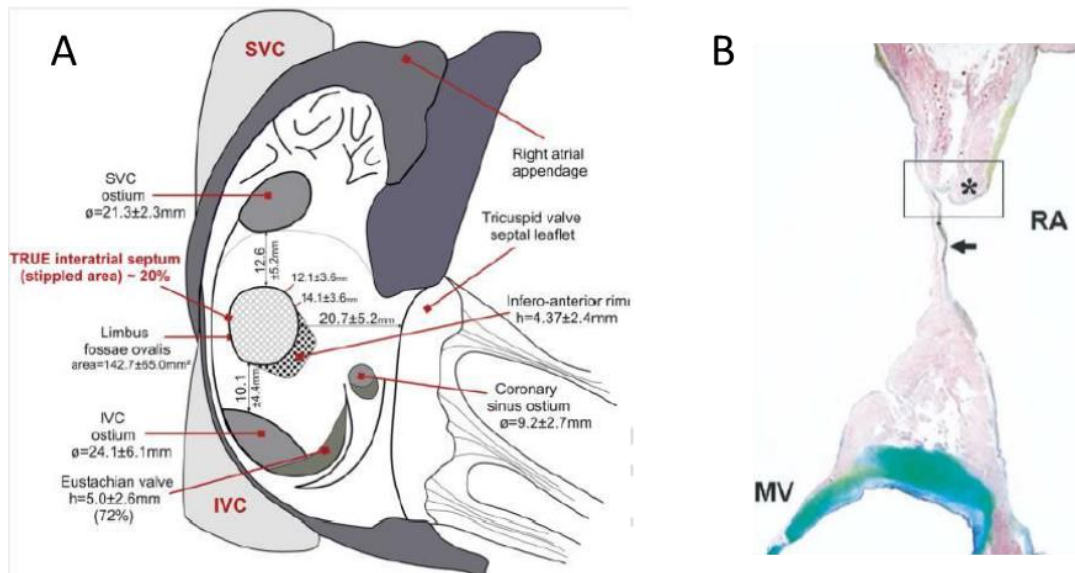 A
SVC
SVC
ostium
ø=21.3±2.3mm
TRUE interatrial septum
(stippled area) ~ 20%
Limbus
fossae ovalis
area=142.7±65.0mm²
IVC
ostium
ø=24.1±6.1mm
Eustachian valve
h=5.0±2.6mm
(72%)
IVC
12.6
±5.2mm
12.1±3.6mm
14.1±3.6mm
20.7±5.2mm
10.1
±4.4mm
Right atrial
appendage
Tricuspid valve
septal leaflet
Infero-anterior rim
h=4.37±2.4mm
Coronary
sinus ostium
ø=9.2±2.7mm
B
*
RA
MV